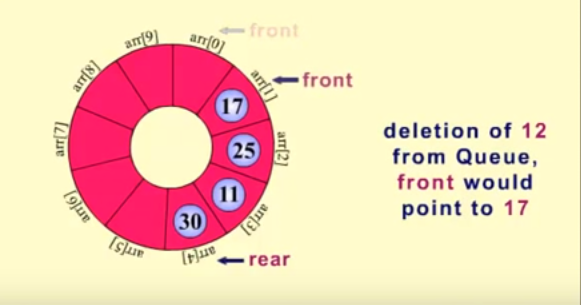 front
arr[9]
arr[0]
arr[8]
arr[1]
front
17
arr[7]
25
arr[2]
11
arr[6]
arr[3]
30
arr[5]
arr[4]
rear
deletion of 12
from Queue,
front would
point to 17